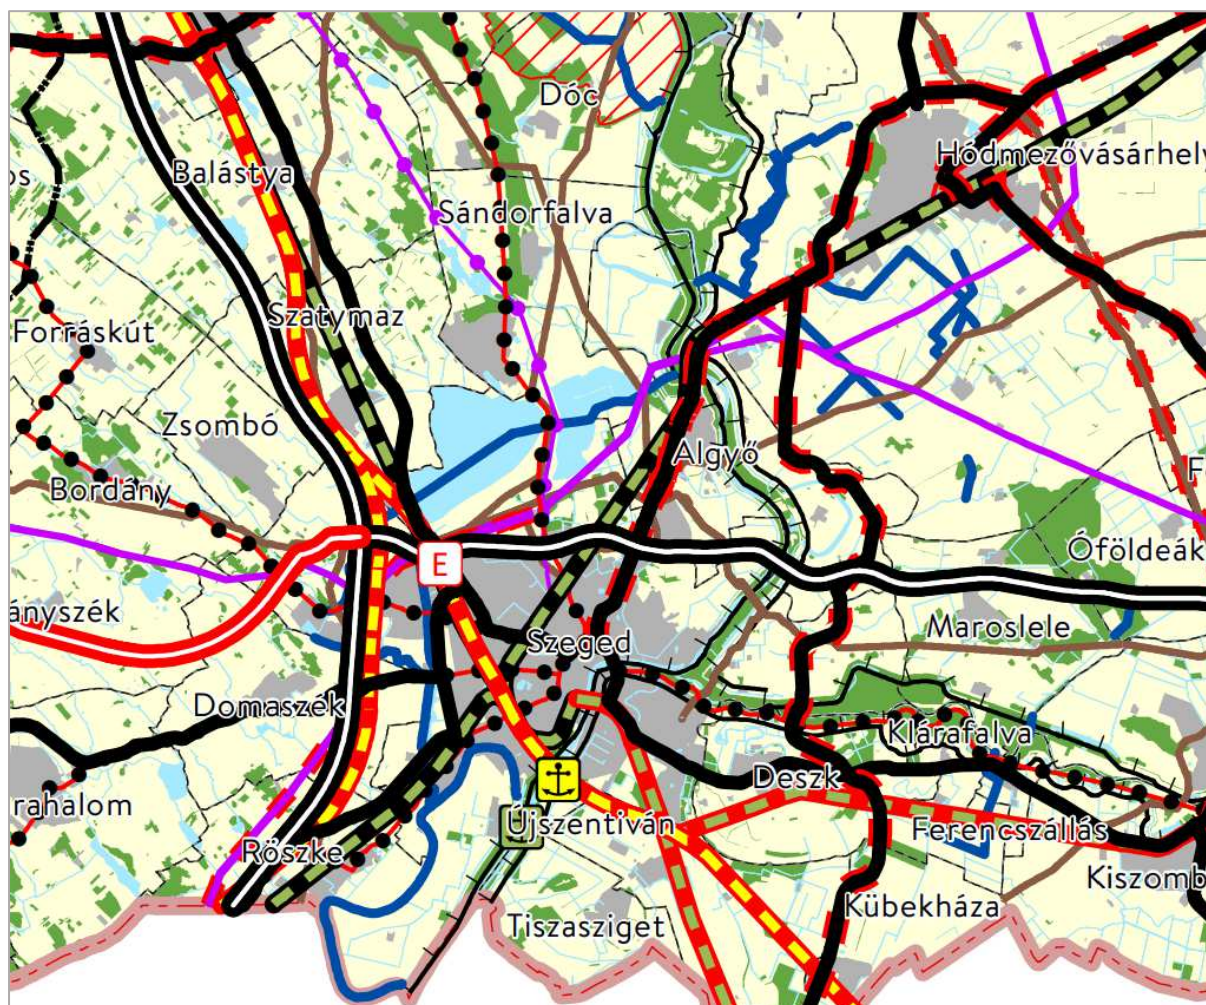 Dóc
Hódmezővásárhely
Balástya
os
Sándorfalva
Szatymaz
Forráskút
Zsombó
Algyő
Bordány
Óföldeák
E
ányszék
Maroslele
Szeged
Domaszék
Klárafalva
Deszk
rahalom
Újszentiván
Ferencszállás
Röszke
Kiszomb
Kübekháza
Tiszasziget